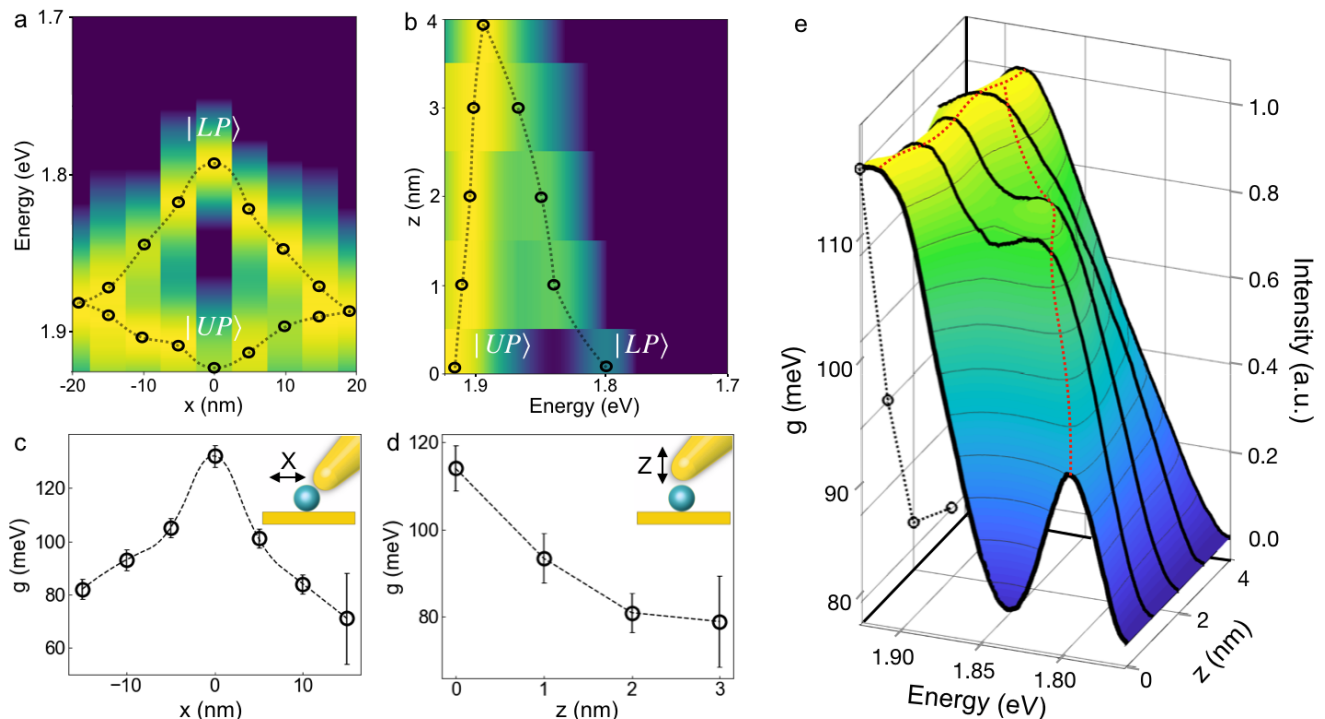 a
1.7
1.8
1.9
Energy (eV)
|LP⟩
|UP⟩
-20
-10
0
10
20
x (nm)
b
4
3
2
1
0
z (nm)
|UP⟩
|LP⟩
1.9
1.8
1.7
Energy (eV)
c
120
100
80
60
g (meV)
X
−10
0
10
x (nm)
d
120
100
80
g (meV)
Z
0
1
2
3
z (nm)
e
110
100
90
80
g (meV)
1.0
0.8
0.6
0.4
0.2
0.0
Intensity (a.u.)
1.90
1.85
1.80
Energy (eV)
0
2
4
z (nm)